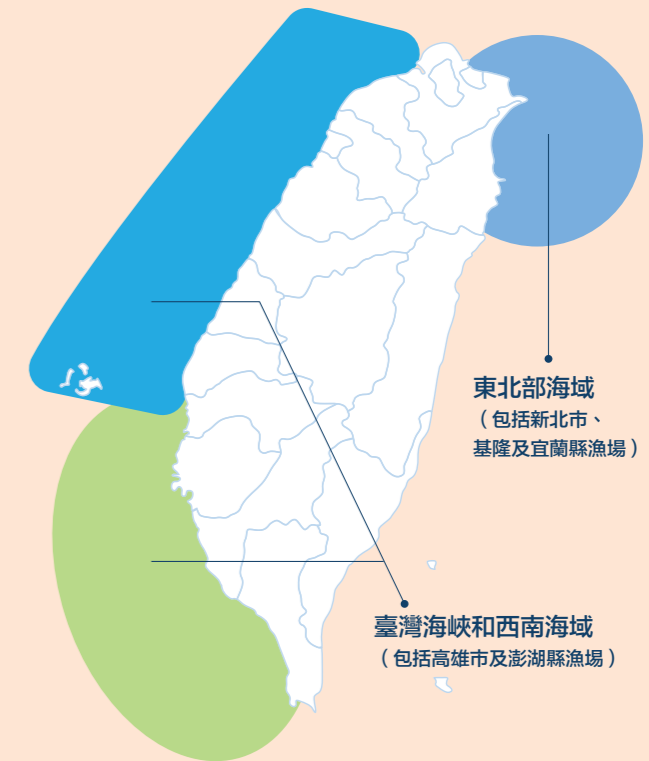 東北部海域
（包括新北市、
基隆及宜蘭縣漁場）
臺灣海峽和西南海域
（包括高雄市及澎湖縣漁場）